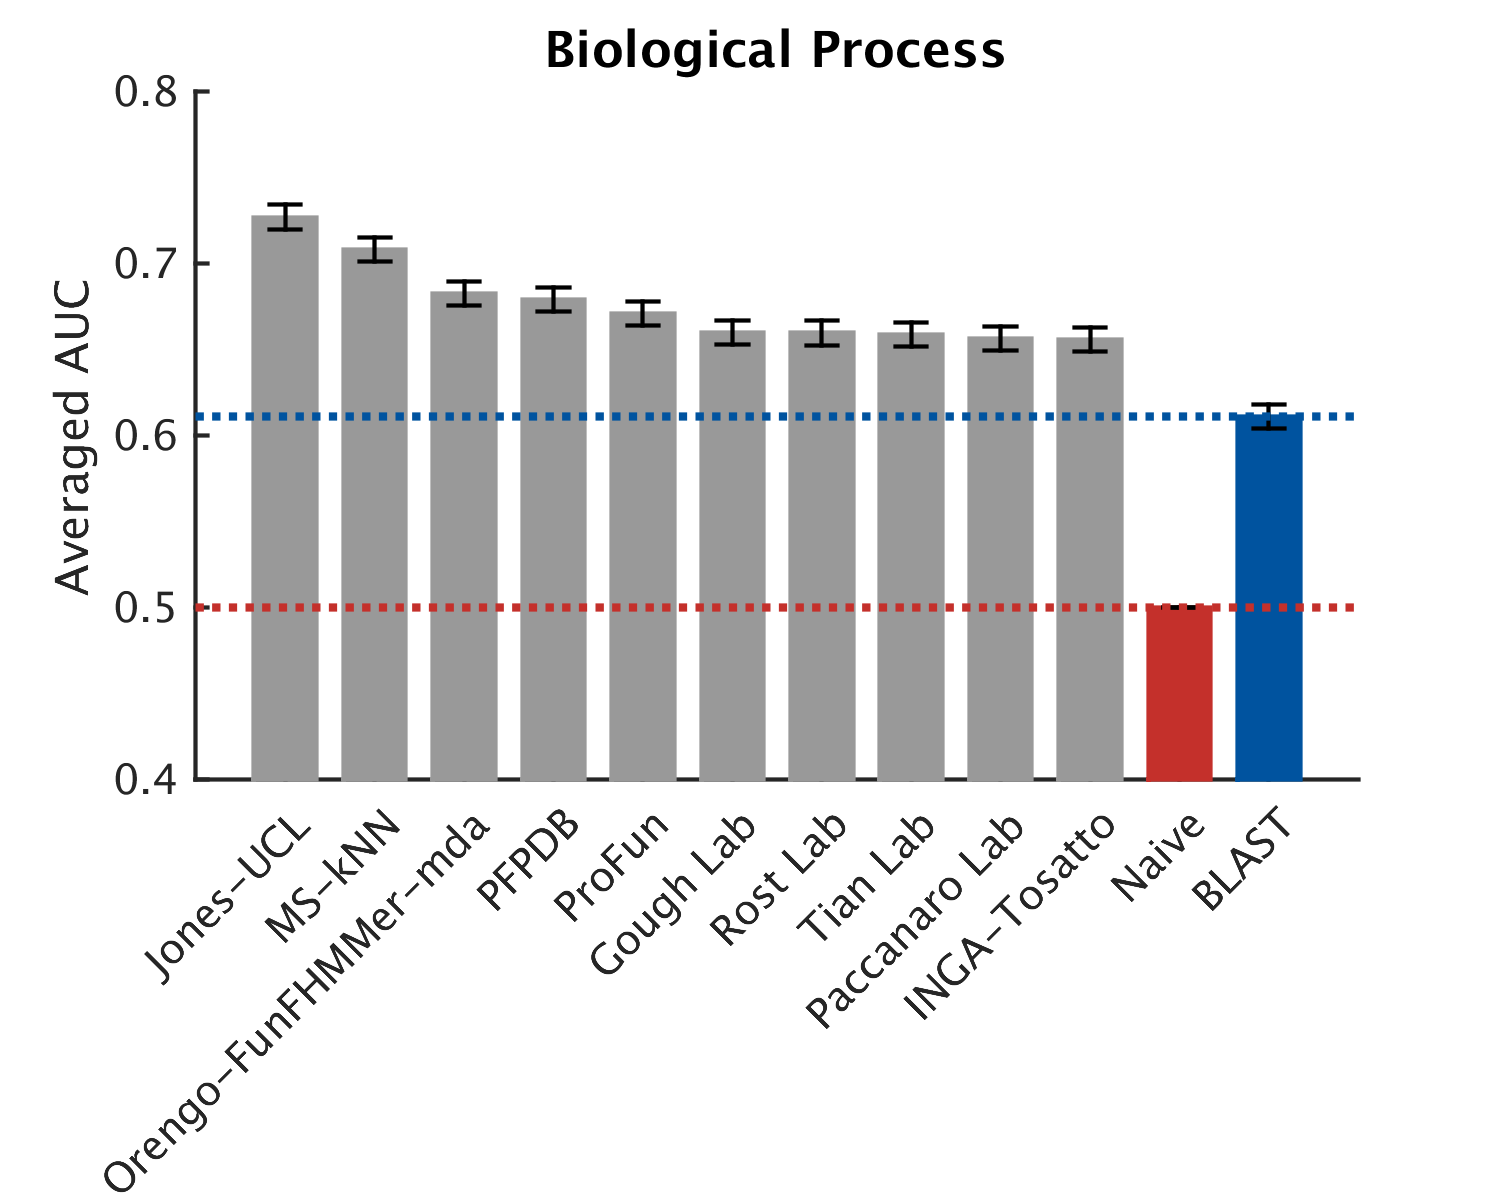 Biological Process
Averaged AUC
0.8
0.7
0.6
0.5
0.4
Jones-UCL
MS-kNN
Orengo-FunFHMMer-mda
PFPDB
ProFun
Gough Lab
Rost Lab
Tian Lab
Paccanaro Lab
INGA-Tosatto
Naive
BLAST